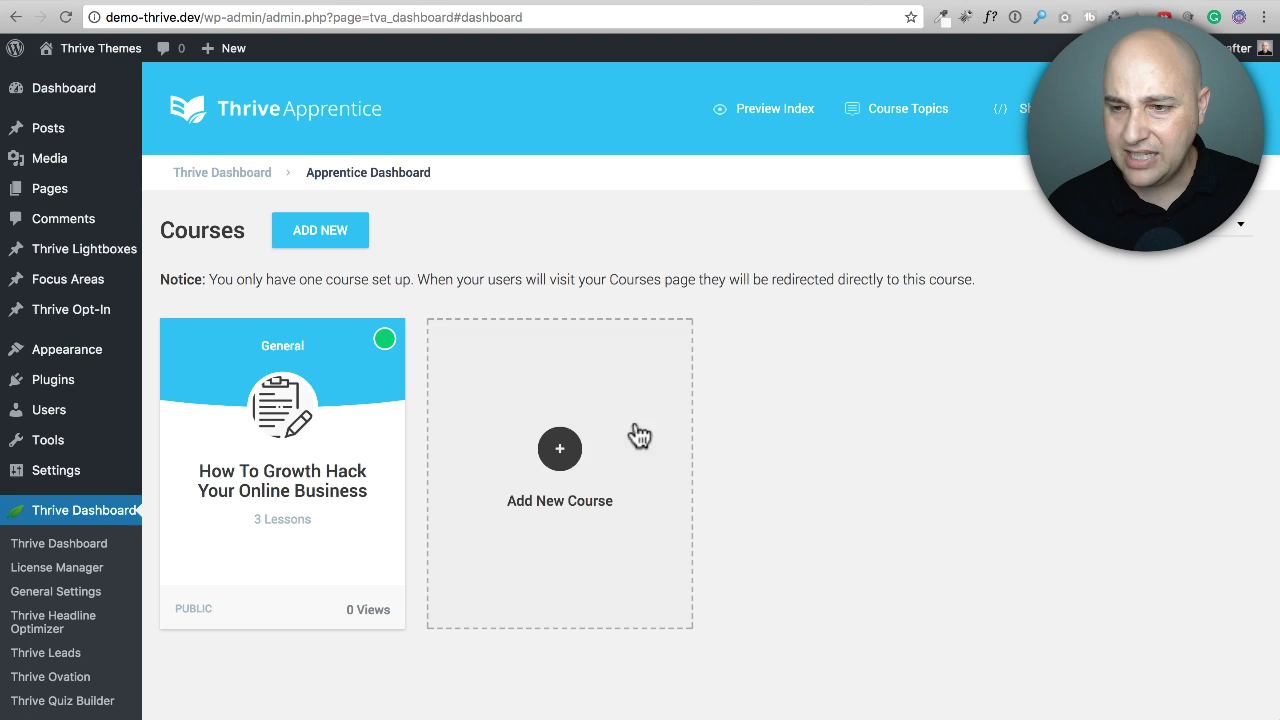 demo-thrive.dev/wp-admin/admin.php?page=tva_dashboard#dashboard
Thrive Themes
0
New
Dashboard
Posts
Media
Pages
Comments
Thrive Lightboxes
Focus Areas
Thrive Opt-In
Appearance
Plugins
Users
Tools
Settings
Thrive Dashboard
Thrive Dashboard
License Manager
General Settings
Thrive Headline
Optimizer
Thrive Leads
Thrive Ovation
Thrive Quiz Builder
Thrive Apprentice
Preview Index
Course Topics
Thrive Dashboard > Apprentice Dashboard
Courses
ADD NEW
Notice: You only have one course set up. When your users will visit your Courses page they will be redirected directly to this course.
General
How To Growth Hack
Your Online Business
3 Lessons
PUBLIC
0 Views
+
Add New Course